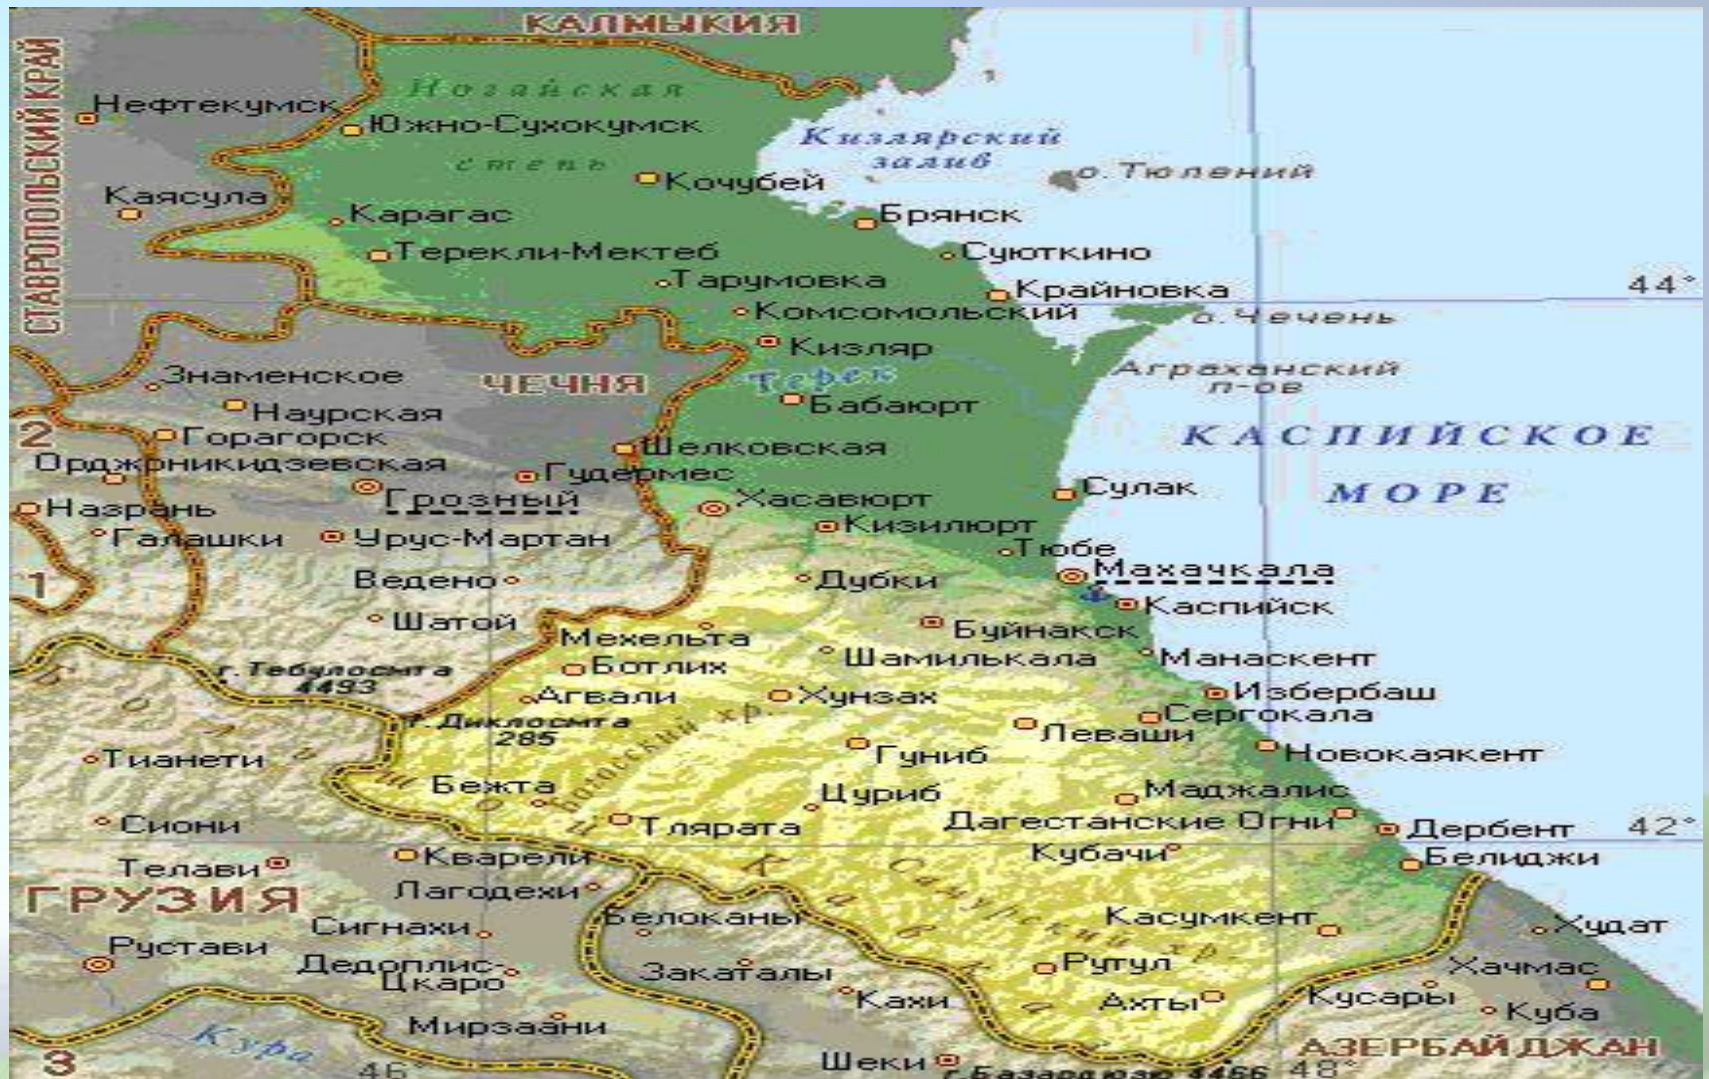 КАЛМЫКИЯ
СТАВРОПОЛЬСКИЙ КРАЙ
Ногайская
степь
Нефтекумск
Южно-Сухокумск
Кизлярский
залив
Кочубей
о. Тюлений
Каясула
Карагас
Брянск
Терекли-Мектеб
Суюткино
Тарумовка
Крайновка
44°
Комсомольский
о. Чечень
Кизляр
Знаменское
ЧЕЧНЯ
Терек
Аграханский
п-ов
Наурская
Бабаюрт
2
Горагорск
КАСПИЙСКОЕ
МОРЕ
Шелковская
Орджоникидзевская
Гудермес
Грозный
Хасавюрт
Сулак
Назрань
Галашки
Урус-Мартан
Кизилюрт
Тюбе
1
Ведено
Дубки
Махачкала
Каспийск
Шатой
Мехельта
Буйнакск
г. Тебулосмта
4493
Ботлих
Шамилькала
Манаскент
Агвали
Хунзах
Избербаш
г. Диклосмта
285
Сергокала
Леваши
Тианети
Гуниб
Новокаякент
Бежта
Цуриб
Маджалис
Сиони
Тлярата
Дагестанские Огни
Дербент
42°
Телави
Кварели
Кубачи
Белиджи
ГРУЗИЯ
Лагодехи
Сигнахи
Белоканы
Касумкент
Худат
Рустави
Дедоплис-
Цкаро
Закаталы
Рутул
Хачмас
Кахи
Ахты
Кусары
Куба
Мирзаани
Кура
АЗЕРБАЙДЖАН
3
46°
Шеки
г. Базардюзю 4466
48°